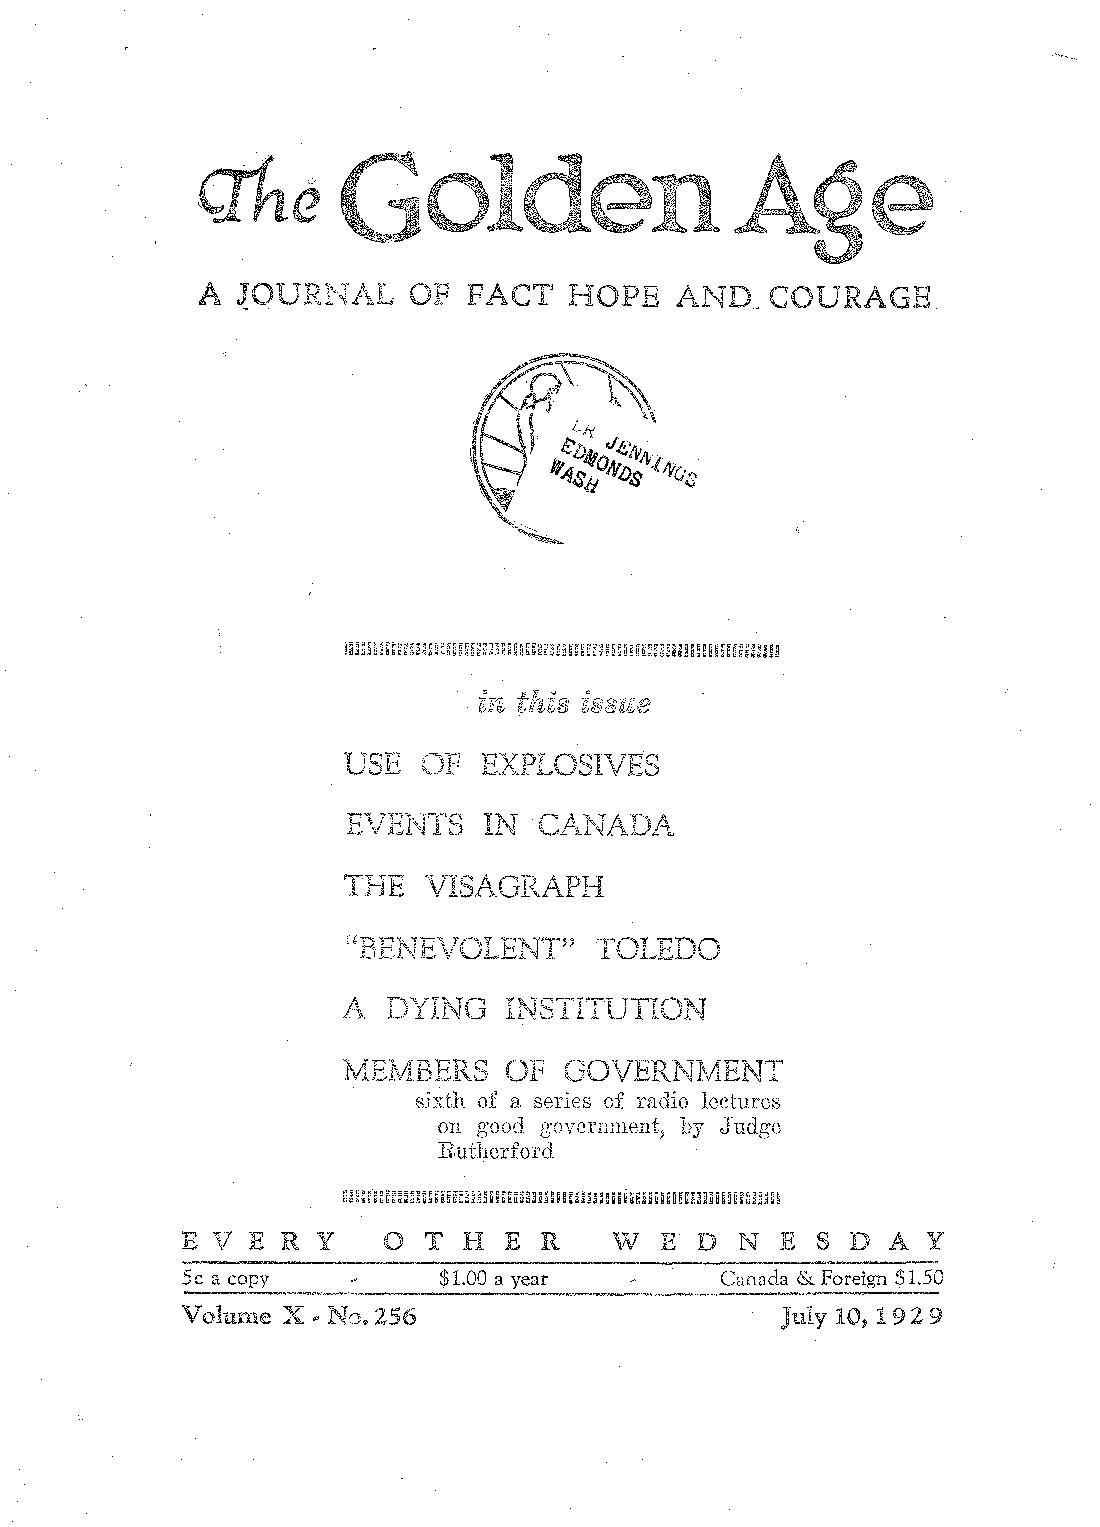 The Golden Age
A JOURNAL OF FACT HOPE AND COURAGE
L R JENNINGS
EDMONDS
WASH
in this issue
USE OF EXPLOSIVES
EVENTS IN CANADA
THE VISAGRAPH
"BENEVOLENT" TOLEDO
A DYING INSTITUTION
MEMBERS OF GOVERNMENT
sixth of a series of radio lectures
on good government, by Judge
Rutherford
EVERY OTHER WEDNESDAY
5c a copy - $1.00 a year - Canada & Foreign $1.50
Volume X - No. 256 July 10, 1929